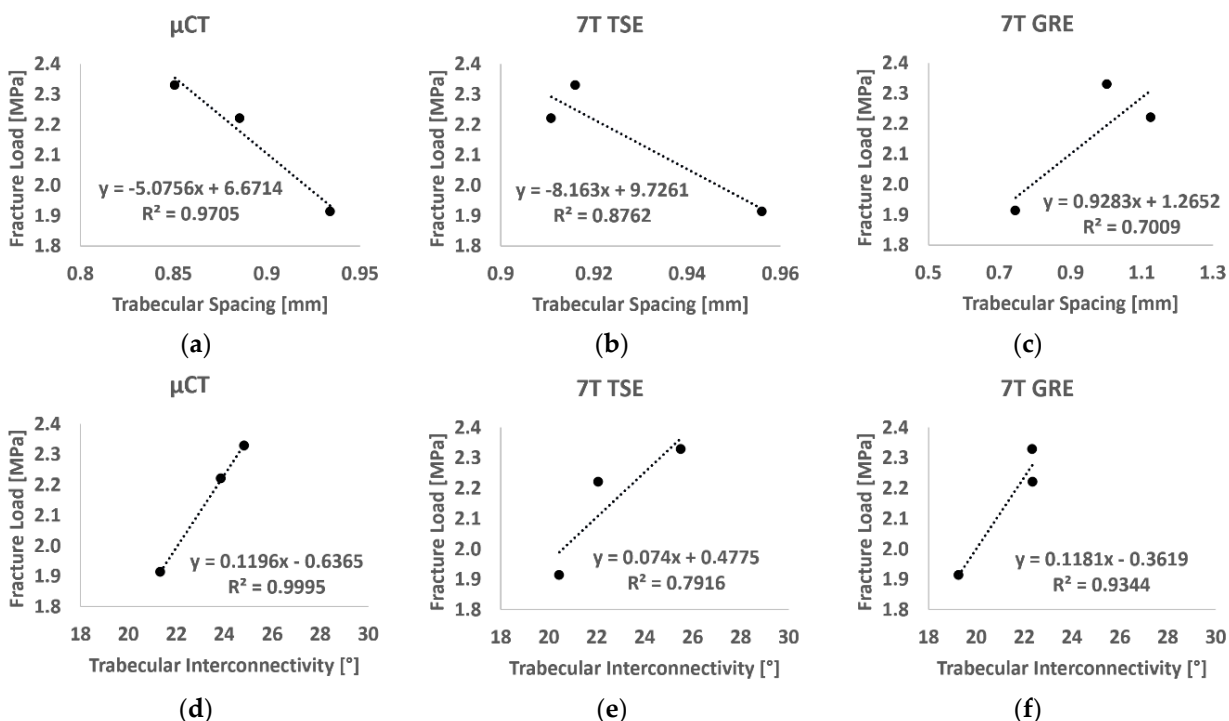 μCT
Fracture Load [MPa]
2.4
2.3
2.2
2.1
2.0
1.9
1.8
y = -5.0756x + 6.6714
R² = 0.9705
0.8 0.85 0.9 0.95
Trabecular Spacing [mm]
(a)
7T TSE
Fracture Load [MPa]
2.4
2.3
2.2
2.1
2.0
1.9
1.8
y = -8.163x + 9.7261
R² = 0.8762
0.9 0.92 0.94 0.96
Trabecular Spacing [mm]
(b)
7T GRE
Fracture Load [MPa]
2.4
2.3
2.2
2.1
2.0
1.9
1.8
y = 0.9283x + 1.2652
R² = 0.7009
0.5 0.7 0.9 1.1 1.3
Trabecular Spacing [mm]
(c)
μCT
Fracture Load [MPa]
2.4
2.3
2.2
2.1
2.0
1.9
1.8
y = 0.1196x - 0.6365
R² = 0.9995
18 20 22 24 26 28 30
Trabecular Interconnectivity [°]
(d)
7T TSE
Fracture Load [MPa]
2.4
2.3
2.2
2.1
2.0
1.9
1.8
y = 0.074x + 0.4775
R² = 0.7916
18 20 22 24 26 28 30
Trabecular Interconnectivity [°]
(e)
7T GRE
Fracture Load [MPa]
2.4
2.3
2.2
2.1
2.0
1.9
1.8
y = 0.1181x - 0.3619
R² = 0.9344
18 20 22 24 26 28 30
Trabecular Interconnectivity [°]
(f)